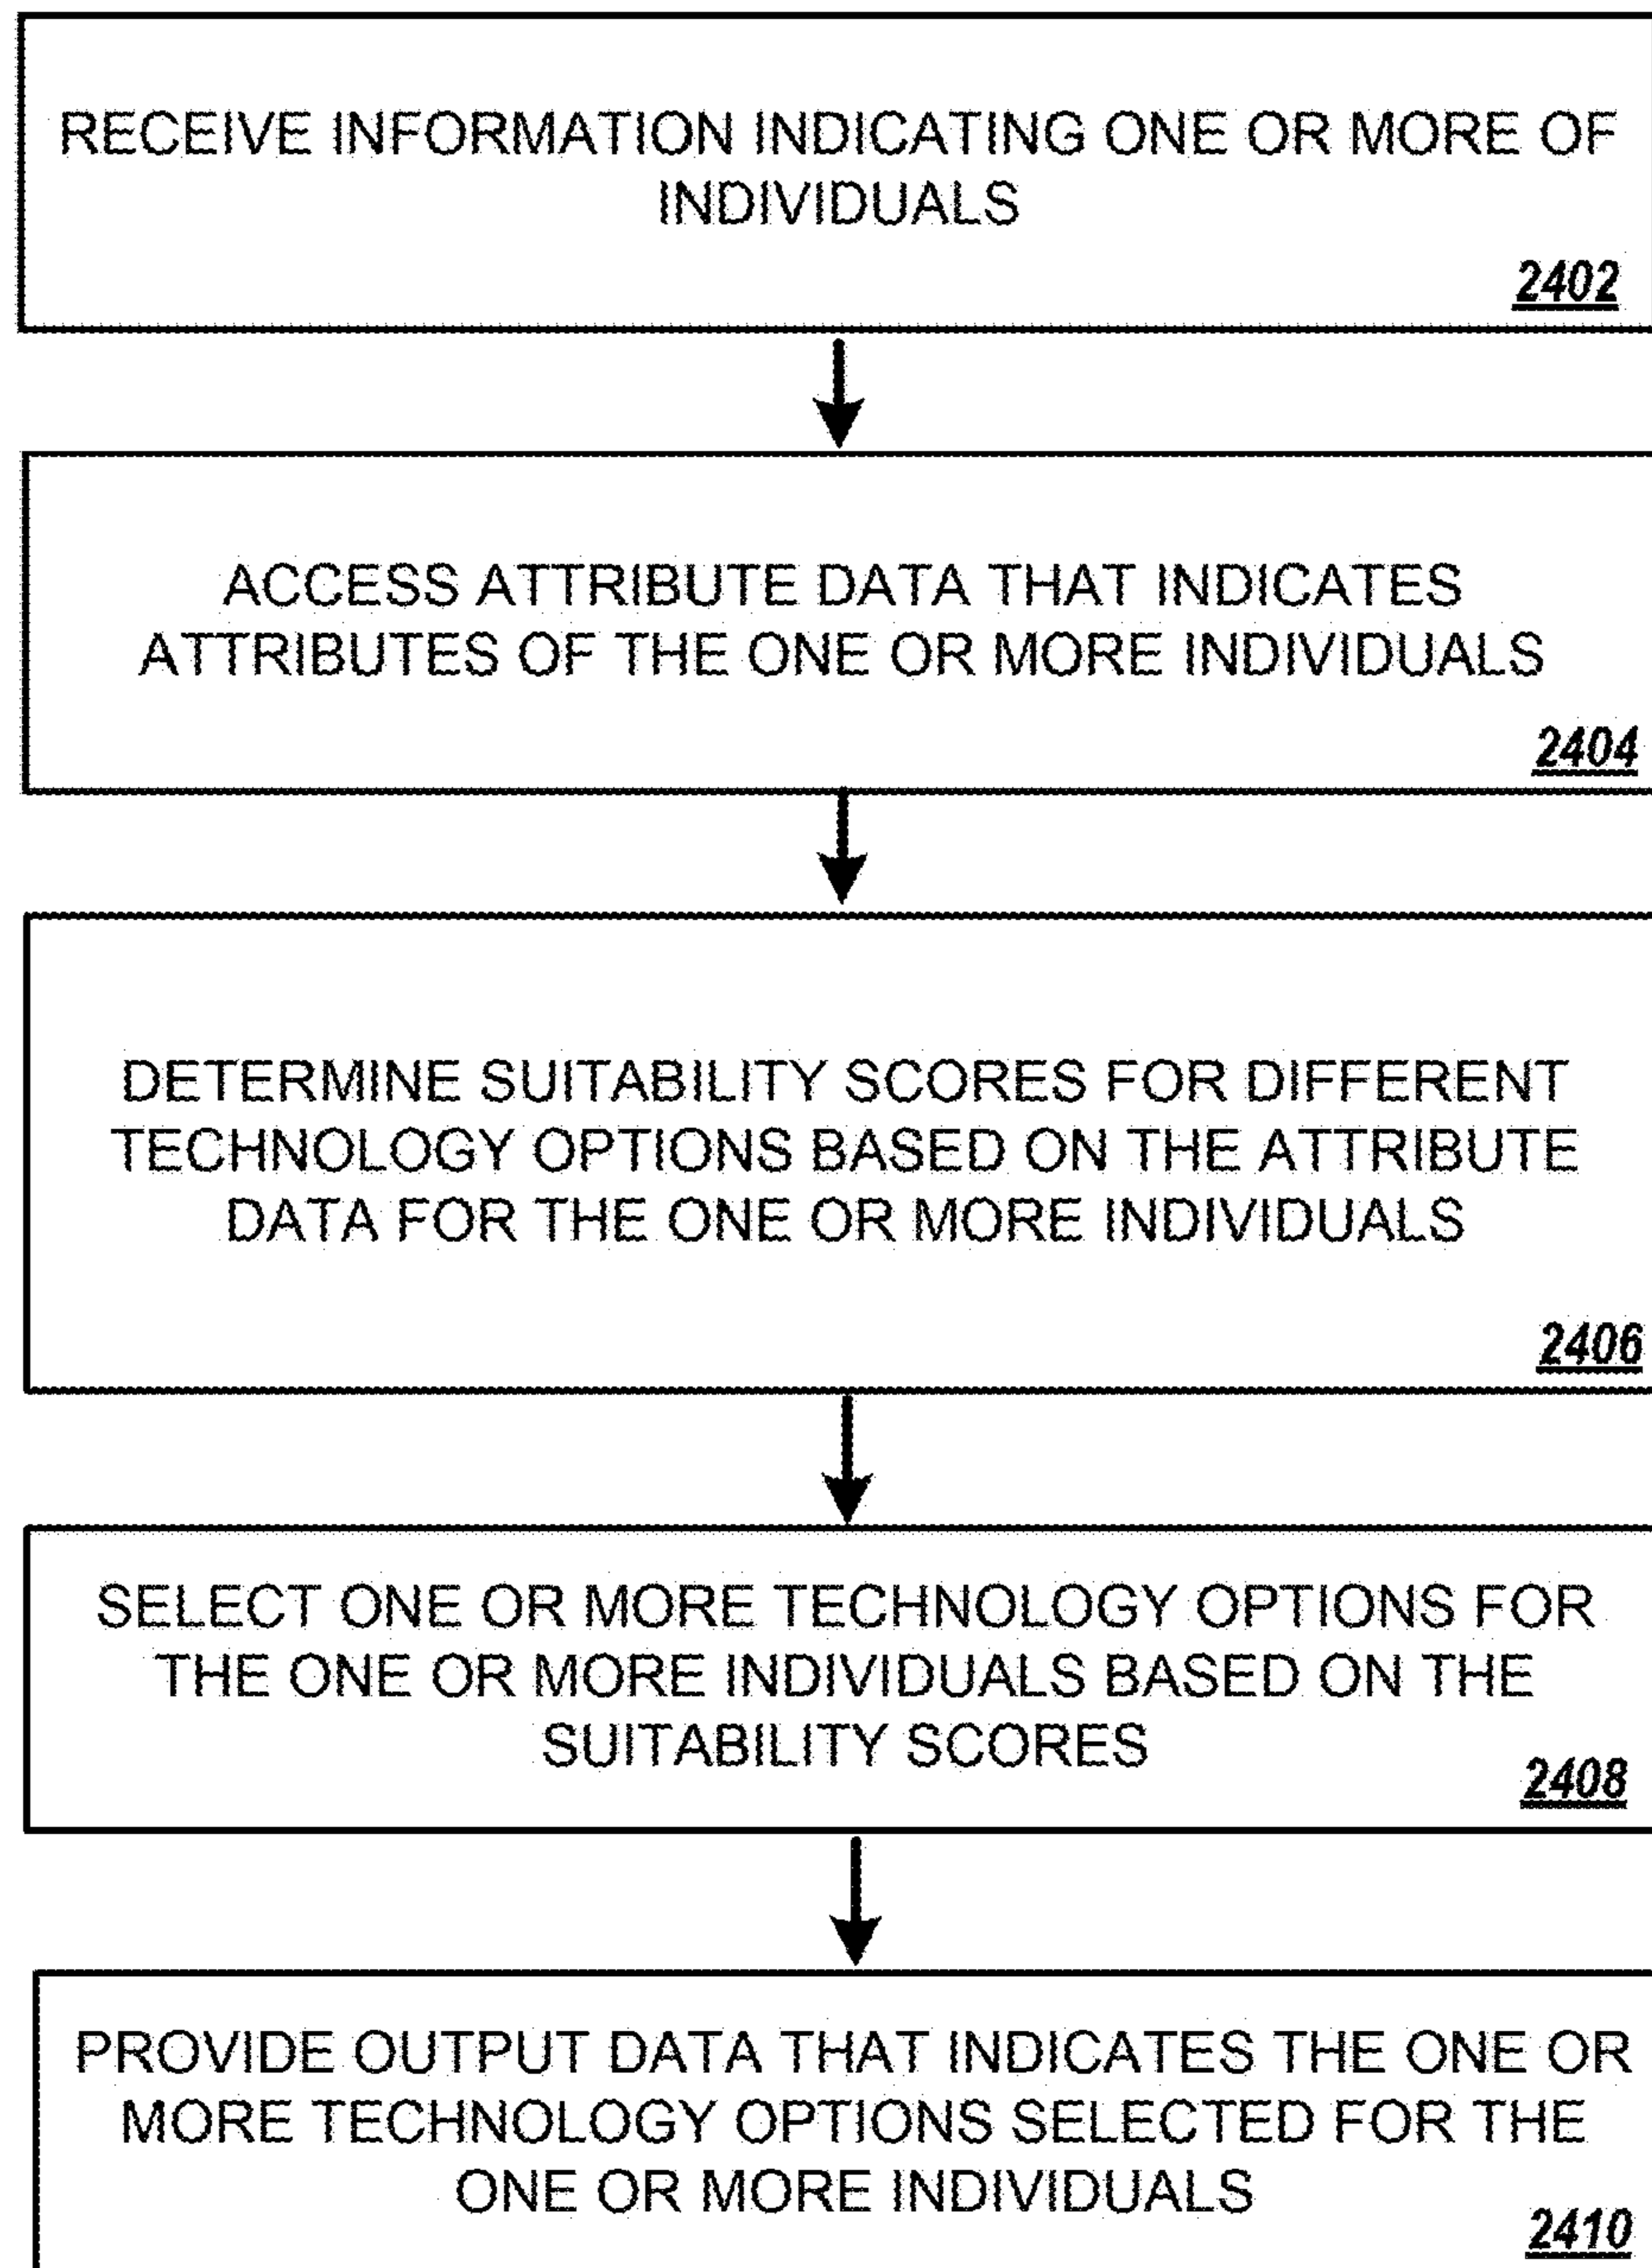 RECEIVE INFORMATION INDICATING ONE OR MORE OF
INDIVIDUALS
2402
ACCESS ATTRIBUTE DATA THAT INDICATES
ATTRIBUTES OF THE ONE OR MORE INDIVIDUALS
2404
DETERMINE SUITABILITY SCORES FOR DIFFERENT
TECHNOLOGY OPTIONS BASED ON THE ATTRIBUTE
DATA FOR THE ONE OR MORE INDIVIDUALS
2406
SELECT ONE OR MORE TECHNOLOGY OPTIONS FOR
THE ONE OR MORE INDIVIDUALS BASED ON THE
SUITABILITY SCORES
2408
PROVIDE OUTPUT DATA THAT INDICATES THE ONE OR
MORE TECHNOLOGY OPTIONS SELECTED FOR THE
ONE OR MORE INDIVIDUALS
2410